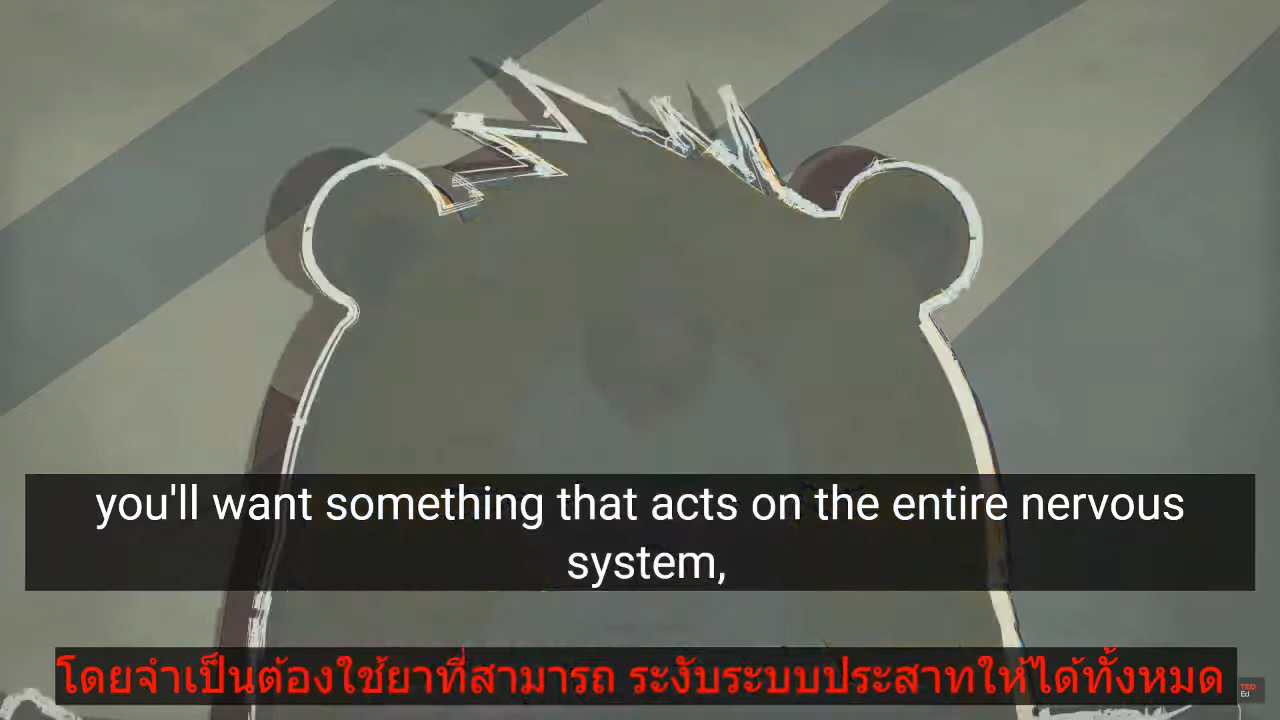 you'll want something that acts on the entire nervous
system,
โดยจำเป็นต้องใช้ยาที่สามารถ ระงับระบบประสาทให้ได้ทั้งหมด
TED
Ed